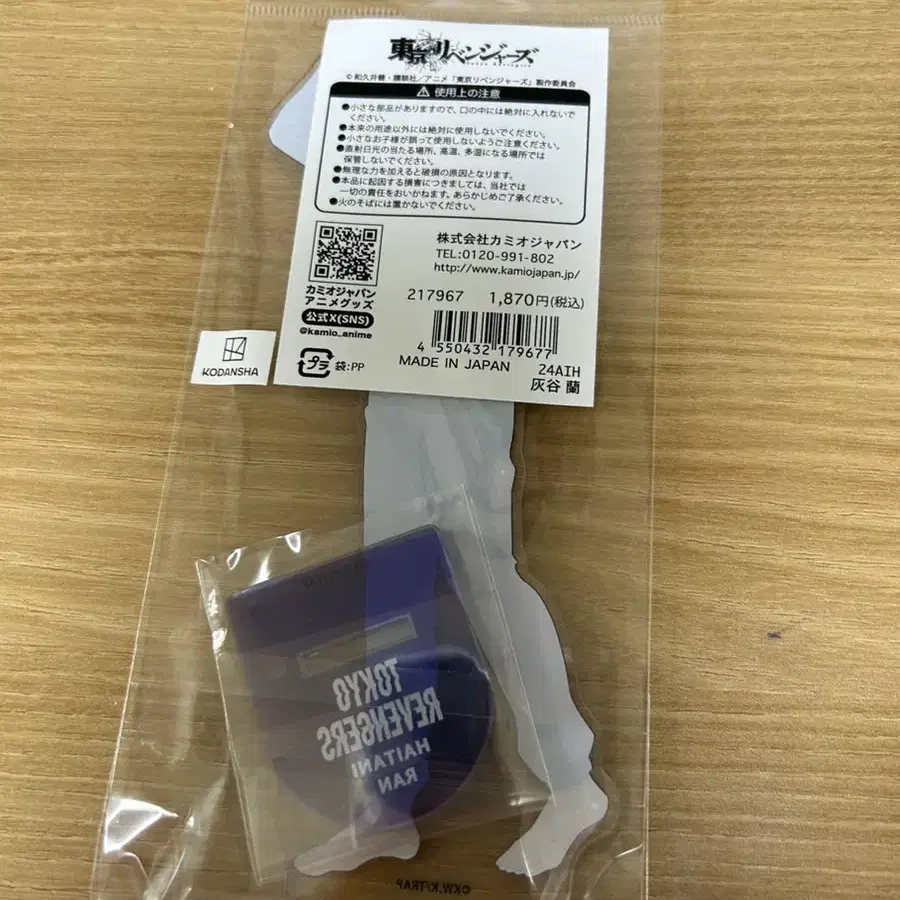 東京リベンジャーズ
© 和久井健・講談社／アニメ「東京リベンジャーズ」製作委員会
⚠ 使用上の注意
●小さな部品がありますので、口の中には絶対に入れないで
ください。
●本来の用途以外には絶対に使用しないでください。
●小さなお子様が誤って使用しないようご注意ください。
●直射日光の当たる場所、高温、多湿になる場所では
保管しないでください。
●無理な力を加えると破損の原因となります。
●本品に起因する損害につきましては、当社では
一切の責任をおいかねます。あらかじめご了承ください。
●火のそばには置かないでください。
カミオジャパン
アニメグッズ
公式X(SNS)
@kamio_anime
株式会社カミオジャパン
TEL:0120-991-802
http://www.kamiojapan.jp/
217967 1,870円(税込)
4 550432 179677
プラ 袋:PP
MADE IN JAPAN 24AIH
灰谷 蘭
KODANSHA
TOKYO
REVENGERS
HAITANI
RAN
©KW,K/TRAP